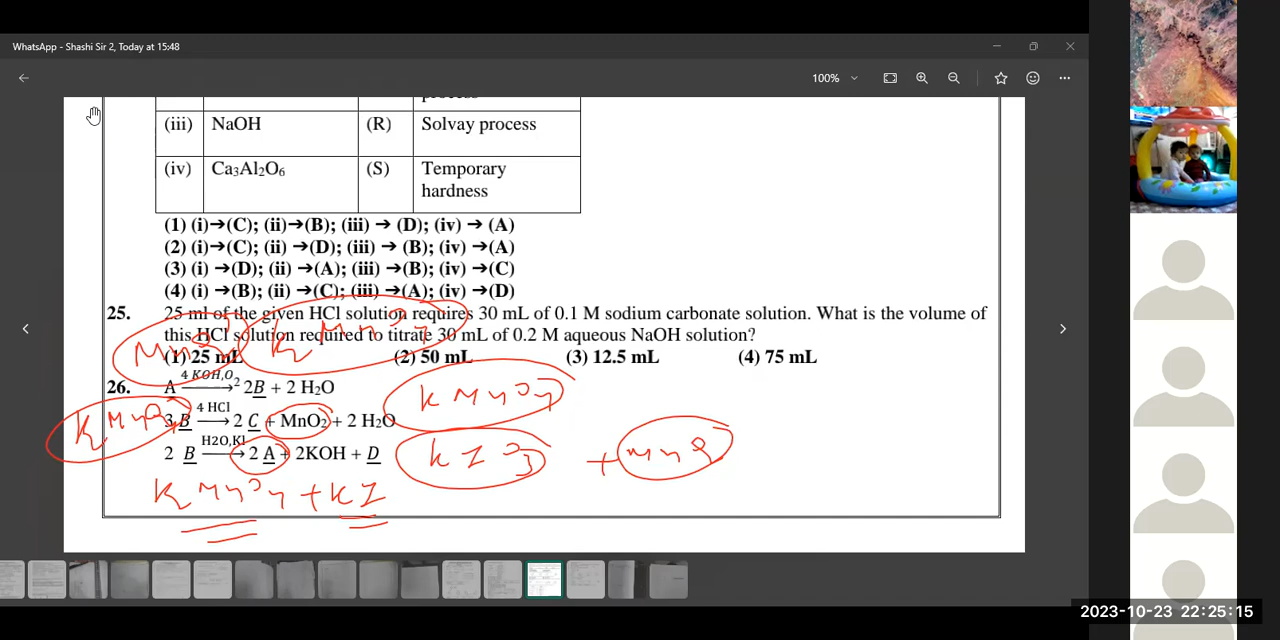 WhatsApp - Shashi Sir 2, Today at 15:48
100%
process
(iii) NaOH (R) Solvay process
(iv) Ca₃Al₂O₆ (S) Temporary
hardness
(1) (i)→(C); (ii)→(B); (iii) → (D); (iv) → (A)
(2) (i)→(C); (ii) →(D); (iii) → (B); (iv) →(A)
(3) (i) →(D); (ii) →(A); (iii) →(B); (iv) →(C)
(4) (i) →(B); (ii) →(C); (iii) →(A); (iv) →(D)
25. 25 ml of the given HCl solution requires 30 mL of 0.1 M sodium carbonate solution. What is the volume of
this HCl solution required to titrate 30 mL of 0.2 M aqueous NaOH solution?
(1) 25 mL (2) 50 mL (3) 12.5 mL (4) 75 mL
4 KOH,O₂
26. A → 2B + 2 H₂O
4 HCl
3 B → 2 C + MnO₂ + 2 H₂O
H2O,KI
2 B → 2 A + 2KOH + D
MnO₂
KMnO₄
KIO₃ + MnO₂
+ KI
2023-10-23 22:25:15